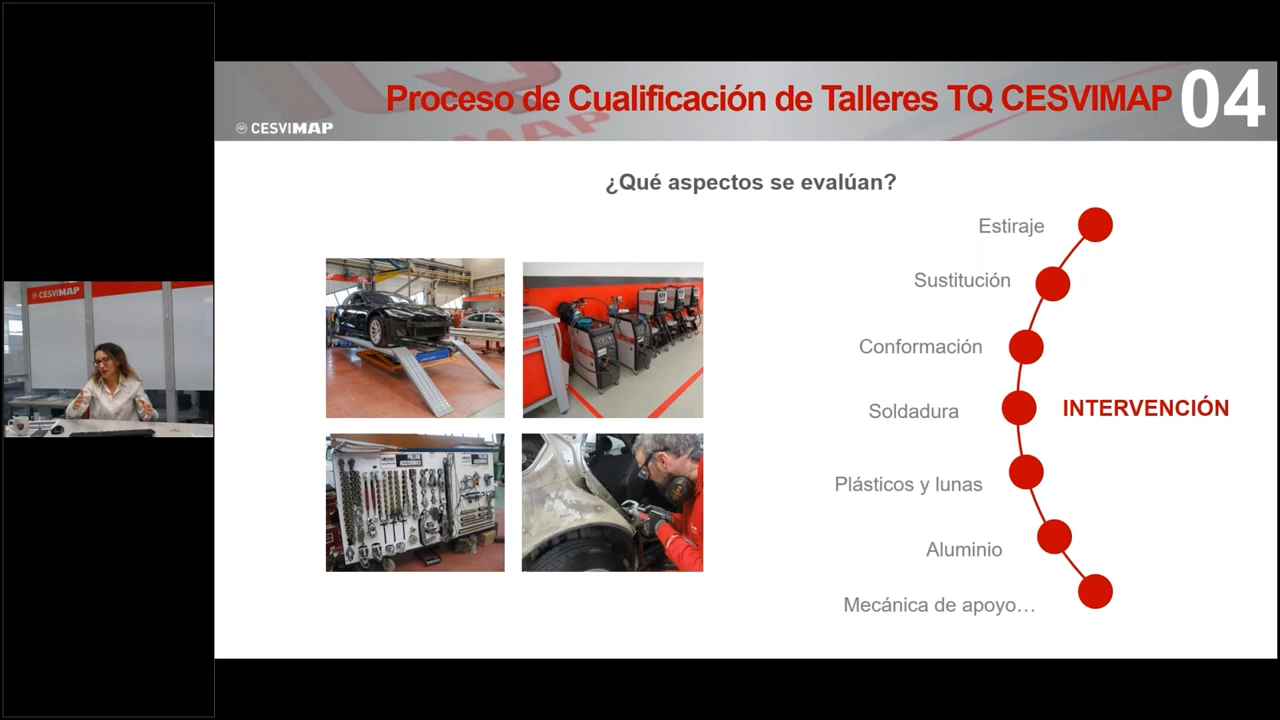 Proceso de Cualificación de Talleres TQ CESVIMAP
04
CESVIMAP
¿Qué aspectos se evalúan?
Estiraje
Sustitución
Conformación
Soldadura
INTERVENCIÓN
Plásticos y lunas
Aluminio
Mecánica de apoyo…
CESVIMAP